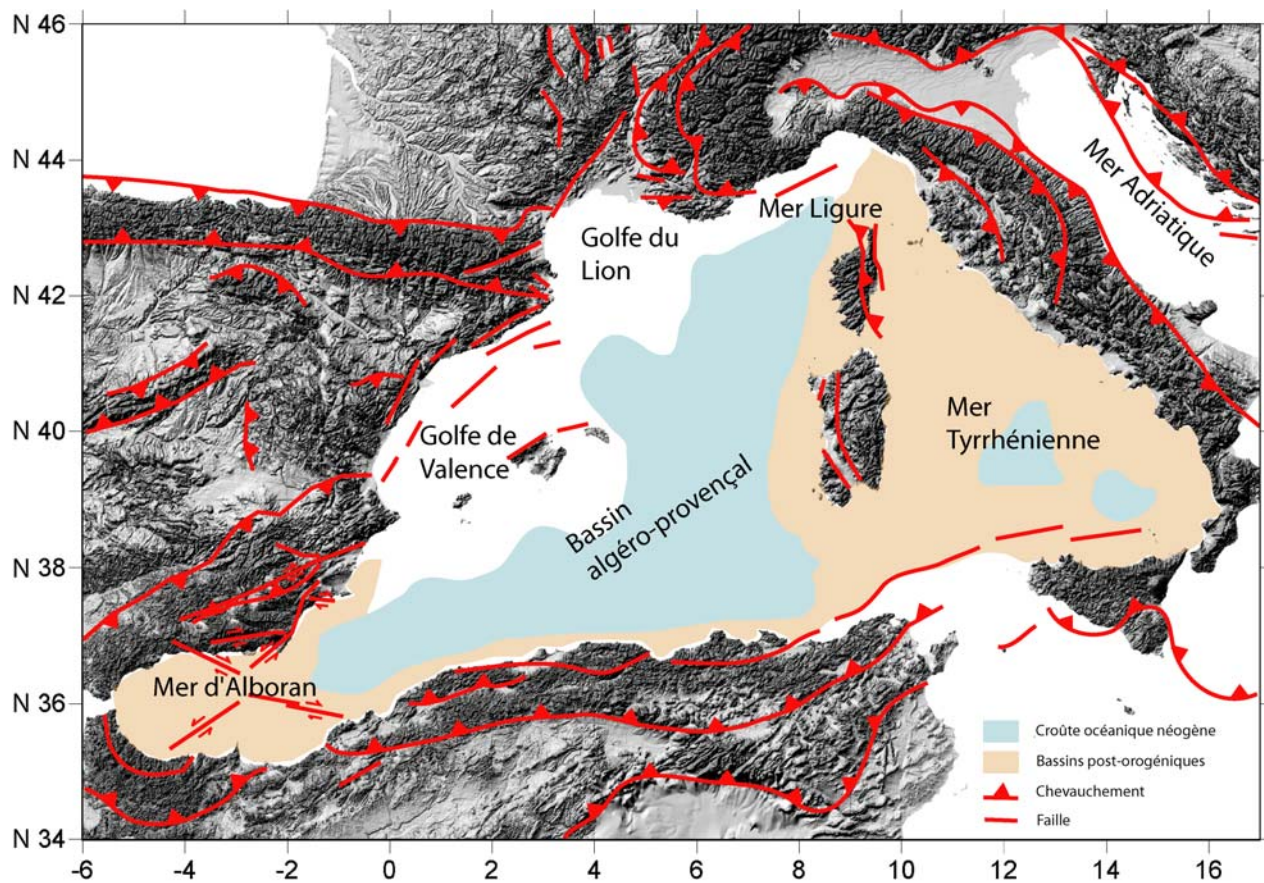 N 46
N 44
N 42
N 40
N 38
N 36
N 34
-6
-4
-2
0
2
4
6
8
10
12
14
16
Mer Adriatique
Mer Ligure
Golfe du
Lion
Golfe de
Valence
Mer
Tyrrhénienne
Bassin
algéro-provençal
Mer d'Alboran
Croûte océanique néogène
Bassins post-orogéniques
Chevauchement
Faille